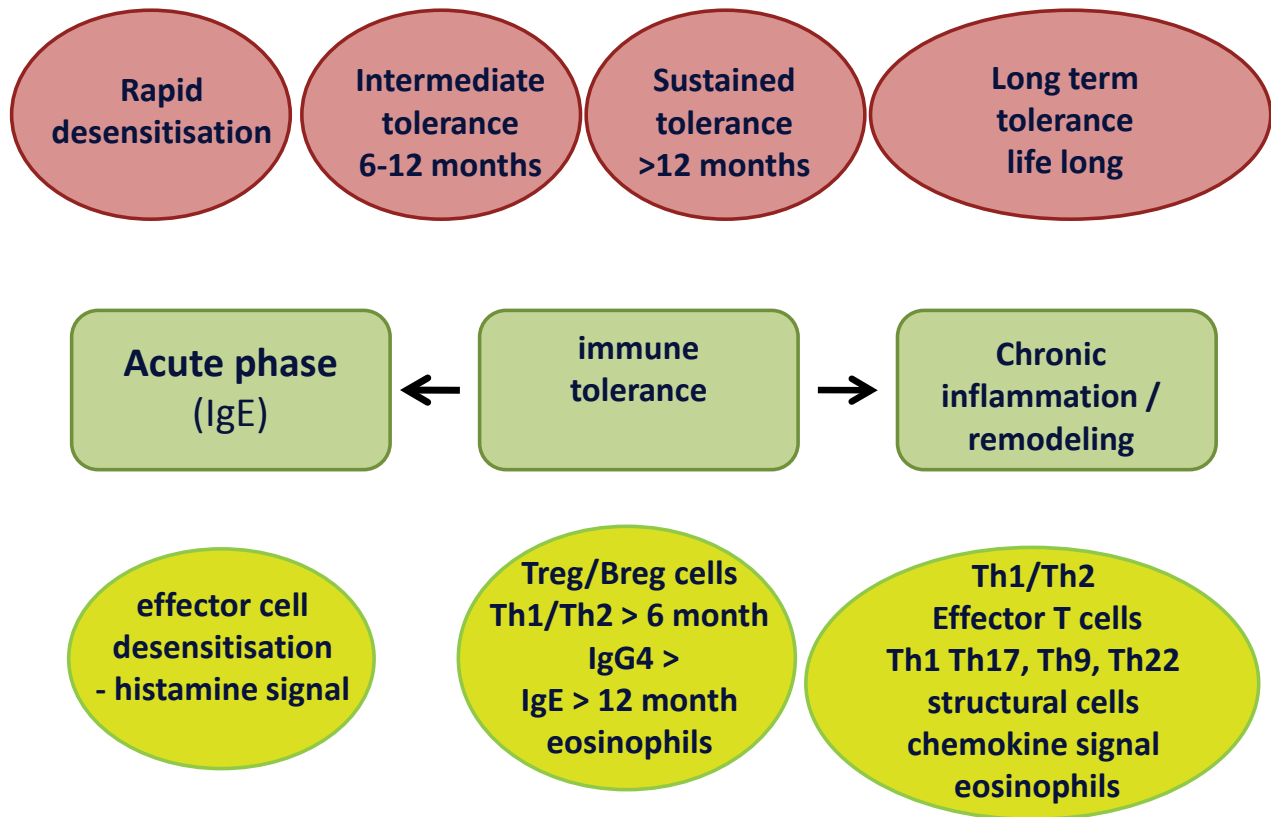 Rapid
desensitisation
Intermediate
tolerance
6-12 months
Sustained
tolerance
>12 months
Long term
tolerance
life long
Acute phase
(IgE)
immune
tolerance
Chronic
inflammation /
remodeling
effector cell
desensitisation
- histamine signal
Treg/Breg cells
Th1/Th2 > 6 month
IgG4 >
IgE > 12 month
eosinophils
Th1/Th2
Effector T cells
Th1 Th17, Th9, Th22
structural cells
chemokine signal
eosinophils